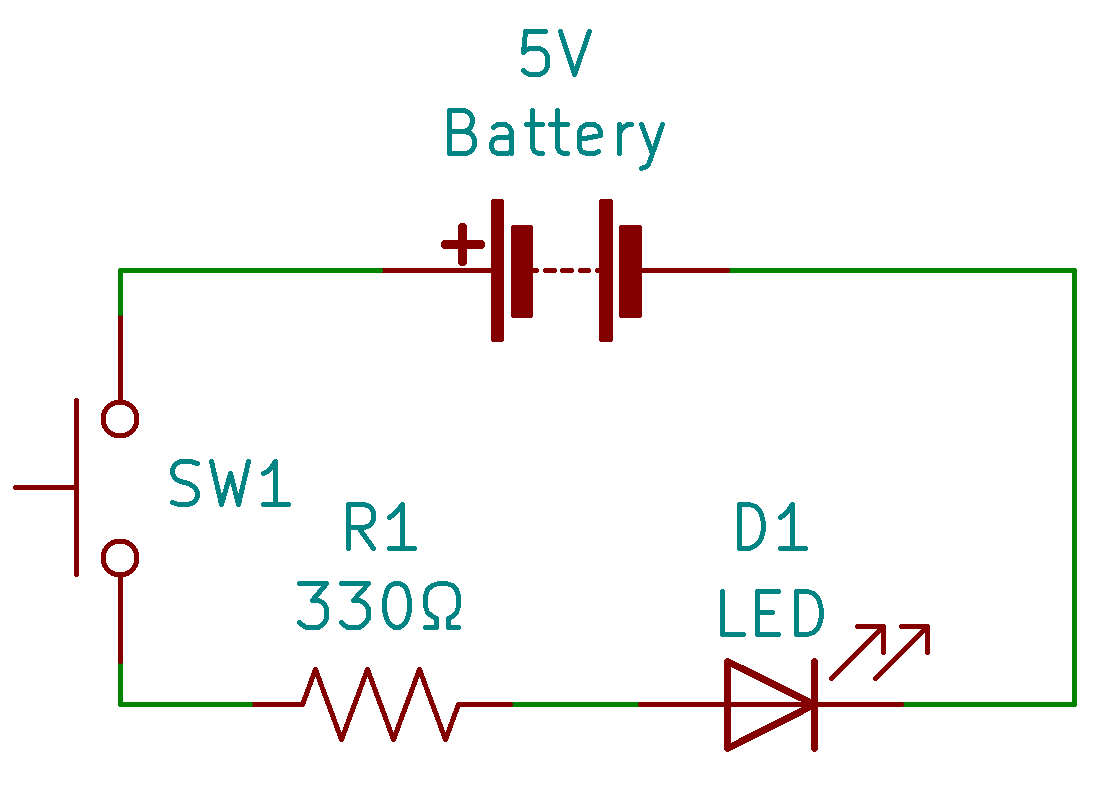 5V
Battery
+
SW1
R1
330Ω
D1
LED